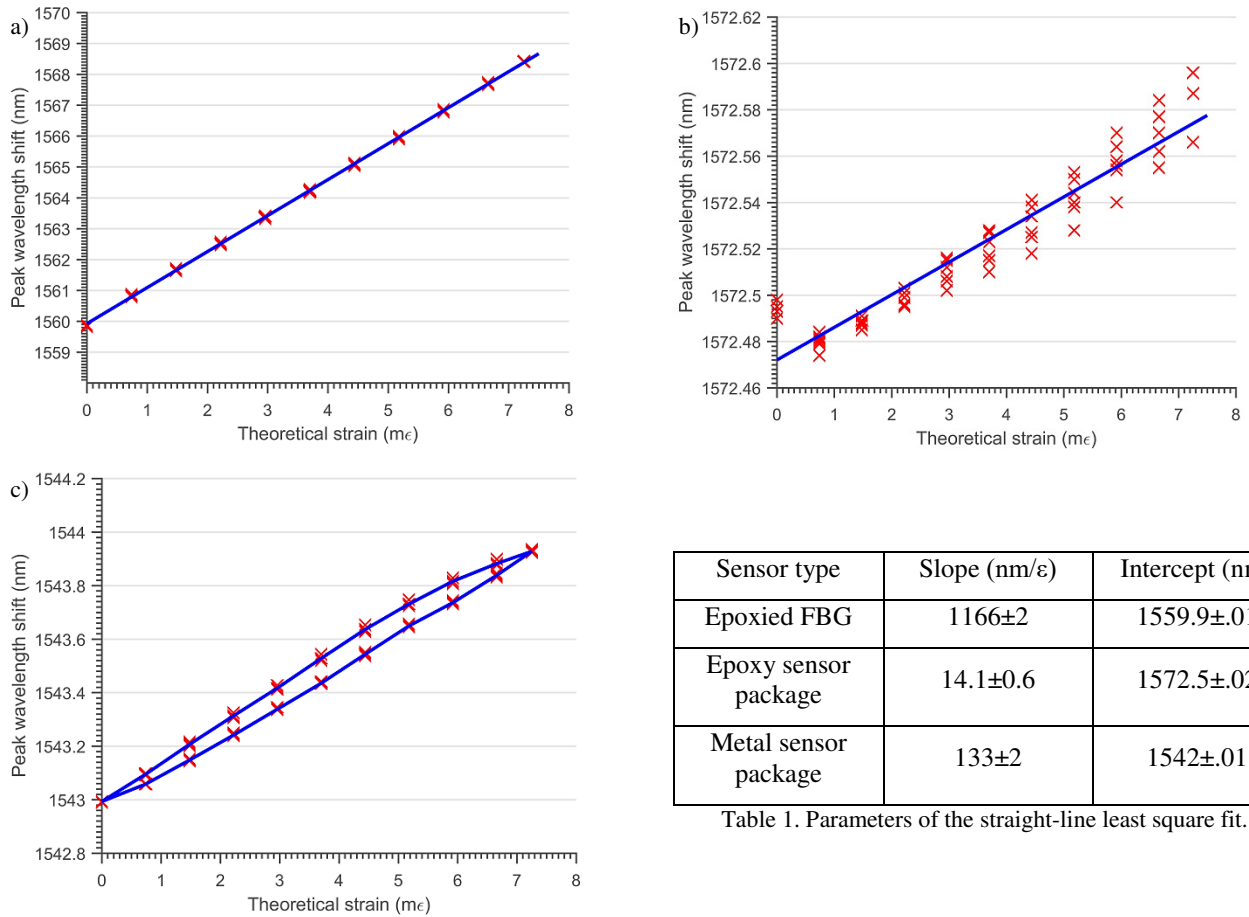 a)
1570
1569
1568
1567
1566
1565
1564
1563
1562
1561
1560
1559
Peak wavelength shift (nm)
0 1 2 3 4 5 6 7 8
Theoretical strain (mϵ)
b)
1572.62
1572.6
1572.58
1572.56
1572.54
1572.52
1572.5
1572.48
1572.46
Peak wavelength shift (nm)
0 1 2 3 4 5 6 7 8
Theoretical strain (mϵ)
c)
1544.2
1544
1543.8
1543.6
1543.4
1543.2
1543
1542.8
Peak wavelength shift (nm)
0 1 2 3 4 5 6 7 8
Theoretical strain (mϵ)
Sensor type Slope (nm/ε) Intercept
Epoxied FBG 1166±2 1559.9±.01
Epoxy sensor
package 14.1±0.6 1572.5±.02
Metal sensor
package 133±2 1542±.01
Table 1. Parameters of the straight-line least square fit.